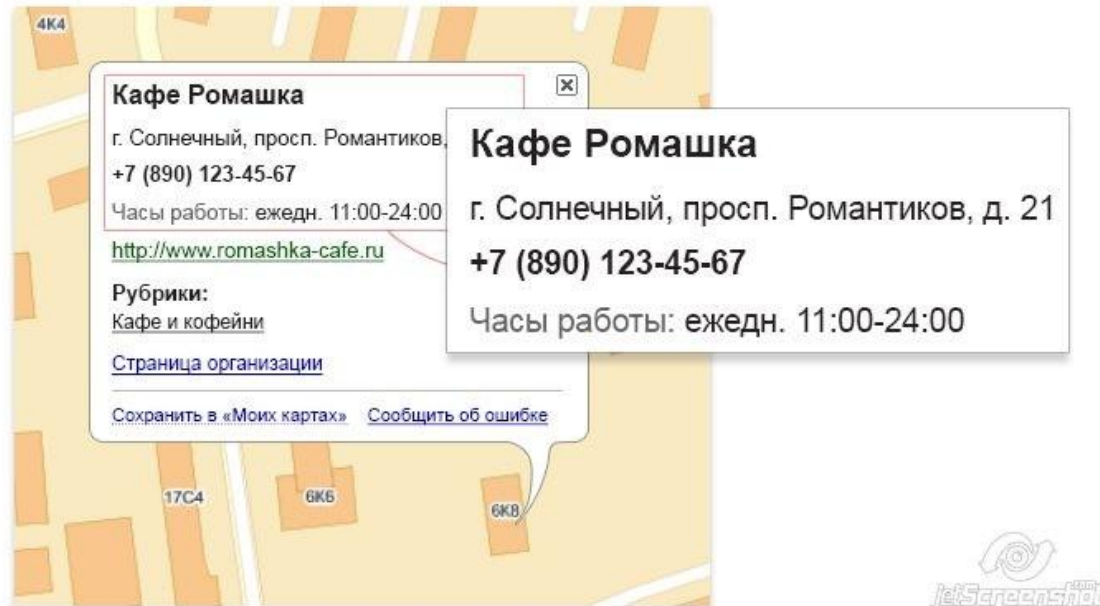 4К4
Кафе Ромашка
г. Солнечный, просп. Романтиков,
+7 (890) 123-45-67
Часы работы: ежедн. 11:00-24:00
http://www.romashka-cafe.ru
Рубрики:
Кафе и кофейни
Страница организации
Сохранить в «Моих картах» Сообщить об ошибке
Кафе Ромашка
г. Солнечный, просп. Романтиков, д. 21
+7 (890) 123-45-67
Часы работы: ежедн. 11:00-24:00
17С4
6К6
6К8
jetScreenshot
.com